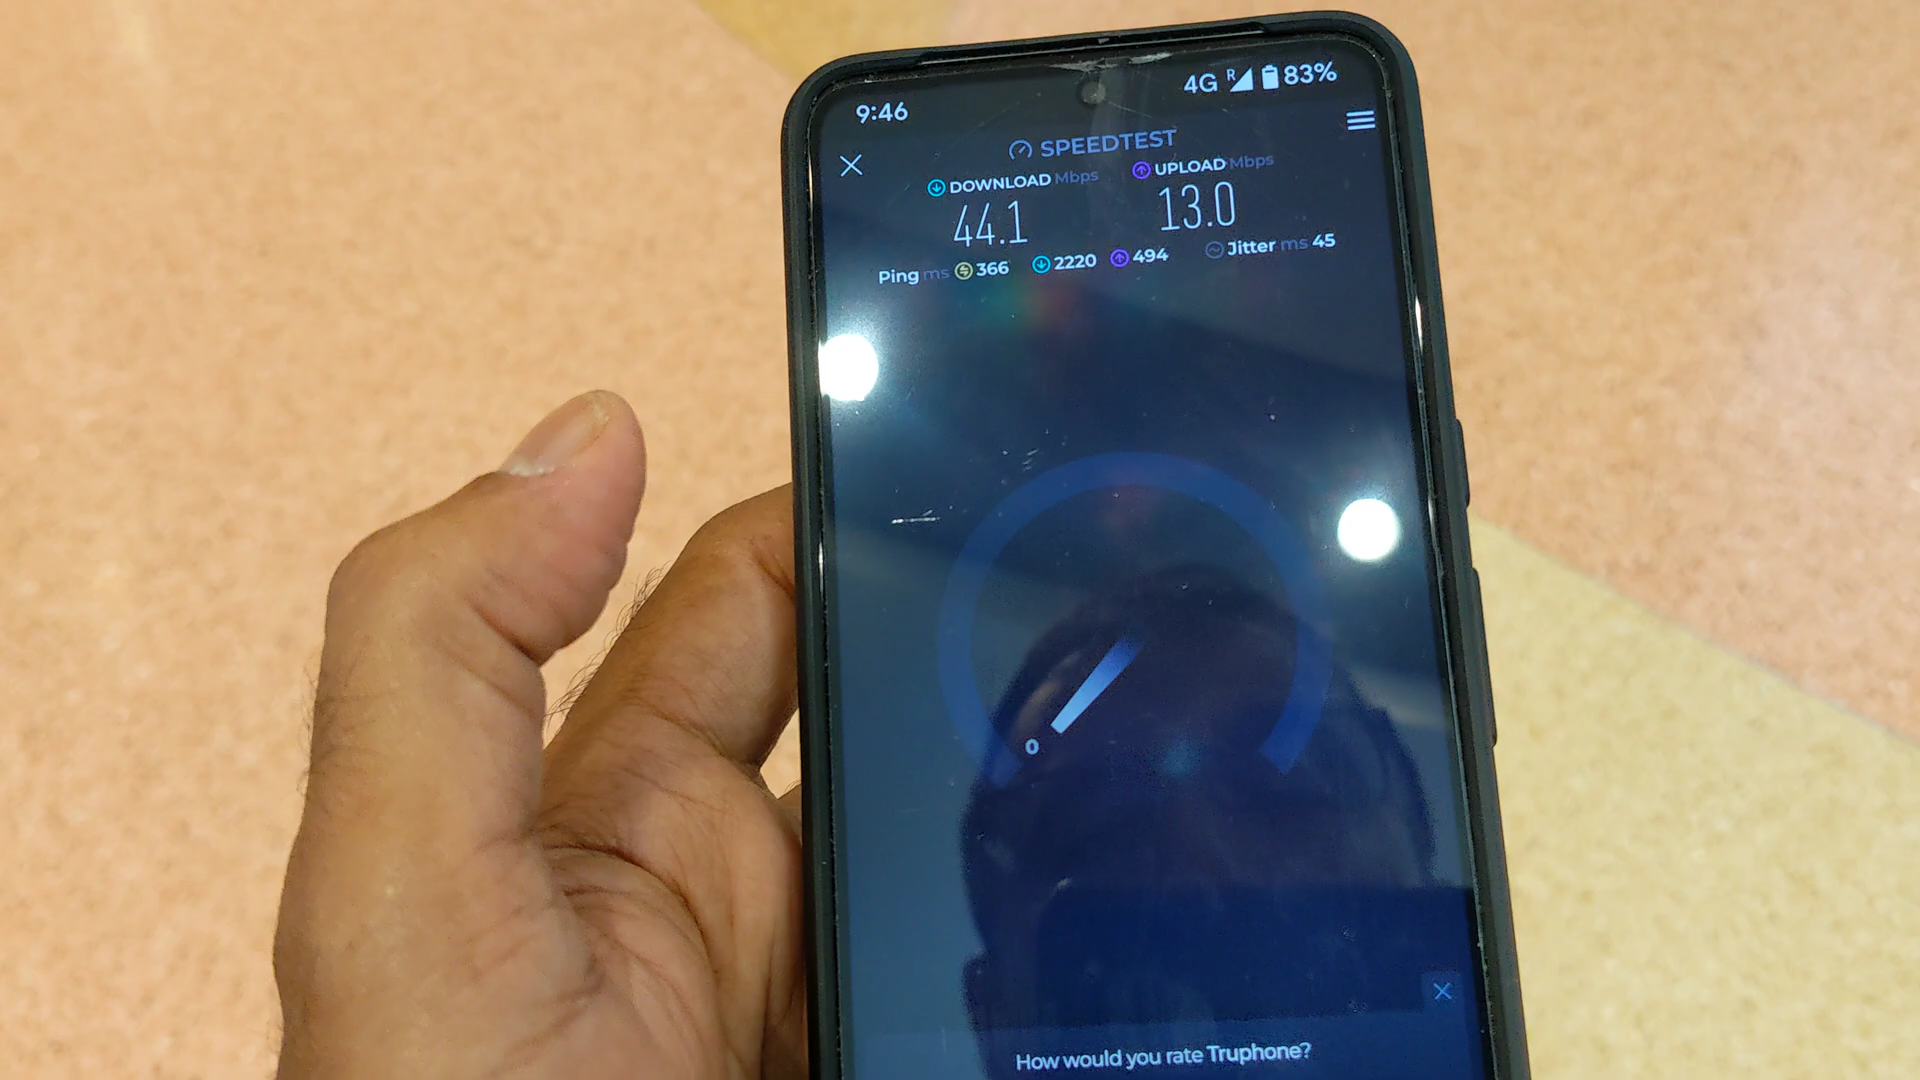 9:46
4G R 83%
SPEEDTEST
DOWNLOAD Mbps
44.1
UPLOAD Mbps
13.0
Ping ms 366 2220 494 Jitter ms 45
0
How would you rate Truphone?